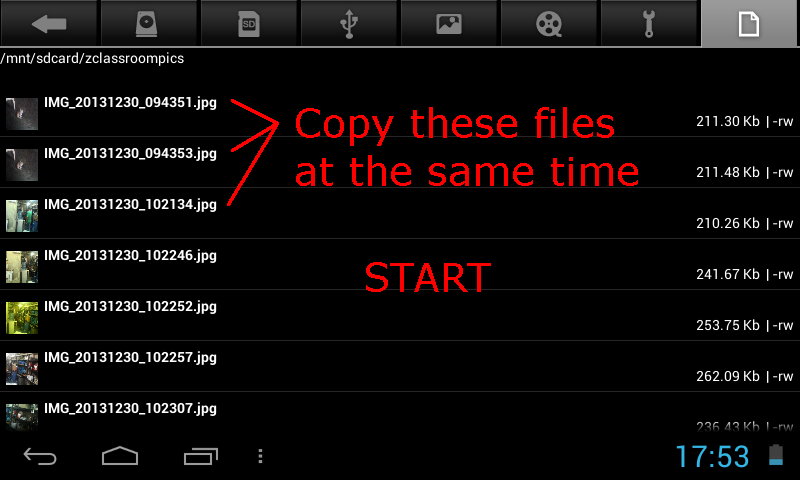 SD
/mnt/sdcard/zclassroompics
IMG_20131230_094351.jpg
211.30 Kb | -rw
IMG_20131230_094353.jpg
211.48 Kb | -rw
IMG_20131230_102134.jpg
210.26 Kb | -rw
Copy these files
at the same time
IMG_20131230_102246.jpg
241.67 Kb | -rw
START
IMG_20131230_102252.jpg
253.75 Kb | -rw
IMG_20131230_102257.jpg
262.09 Kb | -rw
IMG_20131230_102307.jpg
236.43 Kb | -rw
17:53